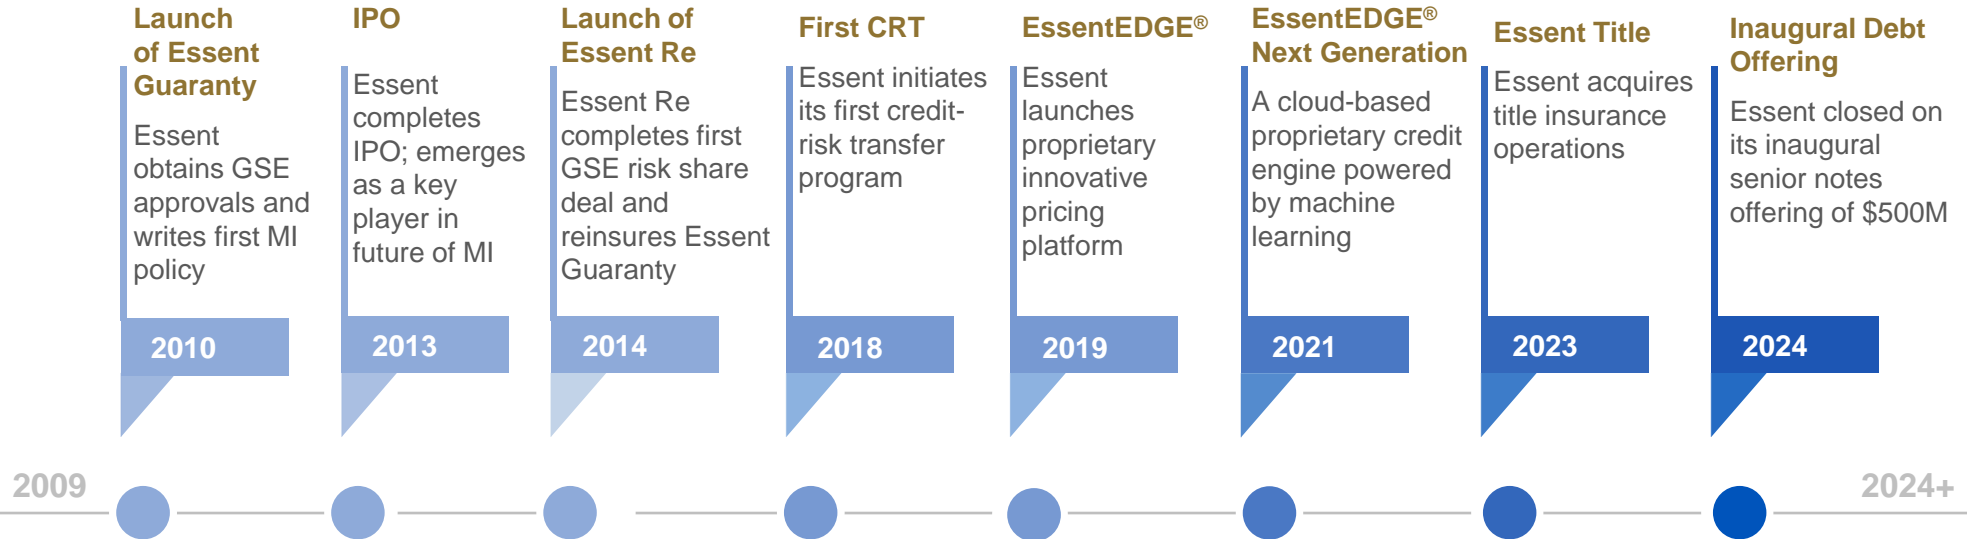 Launch
of Essent
Guaranty
Essent
obtains GSE
approvals and
writes first MI
policy
2010
IPO
Essent
completes
IPO; emerges
as a key
player in
future of MI
2013
Launch of
Essent Re
Essent Re
completes first
GSE risk share
deal and
reinsures Essent
Guaranty
2014
First CRT
Essent initiates
its first credit-
risk transfer
program
2018
EssentEDGE®
Essent
launches
proprietary
innovative
pricing
platform
2019
EssentEDGE®
Next Generation
A cloud-based
proprietary credit
engine powered
by machine
learning
2021
Essent Title
Essent acquires
title insurance
operations
2023
Inaugural Debt
Offering
Essent closed on
its inaugural
senior notes
offering of $500M
2024
2009
2024+